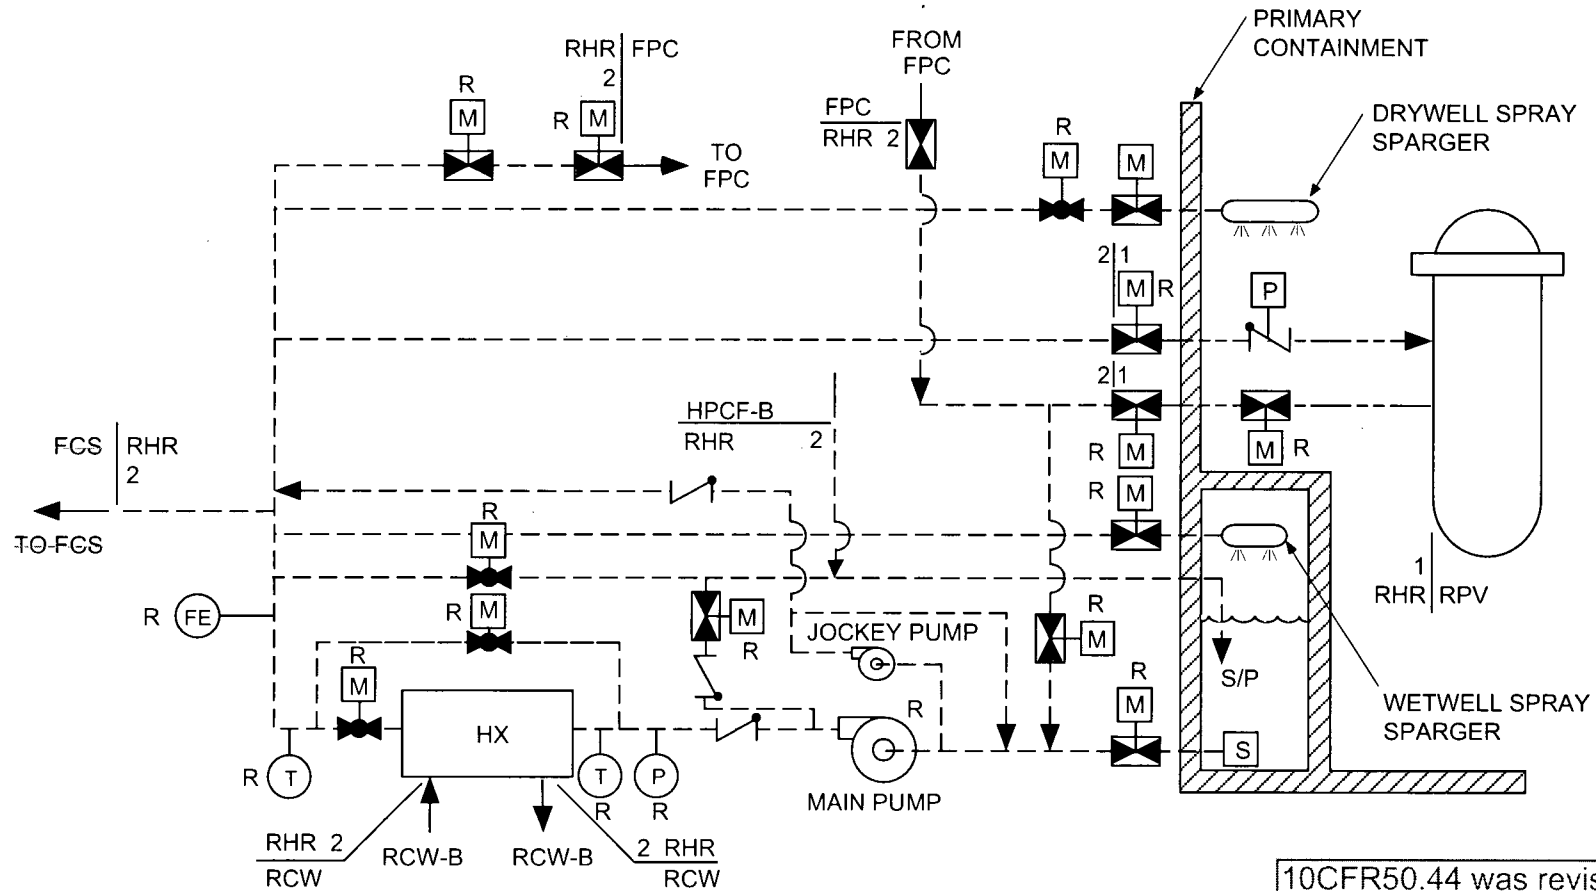 PRIMARY
CONTAINMENT
FROM
FPC
RHR FPC
2
R
M
R M
TO
FPC
FPC
RHR 2
R
M
M
DRYWELL SPRAY
SPARGER
2 1
M R
P
2 1
R M
M R
HPCF-B
RHR 2
FCS RHR
2
TO FCS
R M
R
M
R M
R FE
M
R
JOCKEY PUMP
R
M
1
RHR RPV
S/P
WETWELL SPRAY
SPARGER
R
M
HX
R
R
M
S
R T
T
R
P
R
MAIN PUMP
RHR 2
RCW
RCW-B
RCW-B
2 RHR
RCW
10CFR50.44 was revis